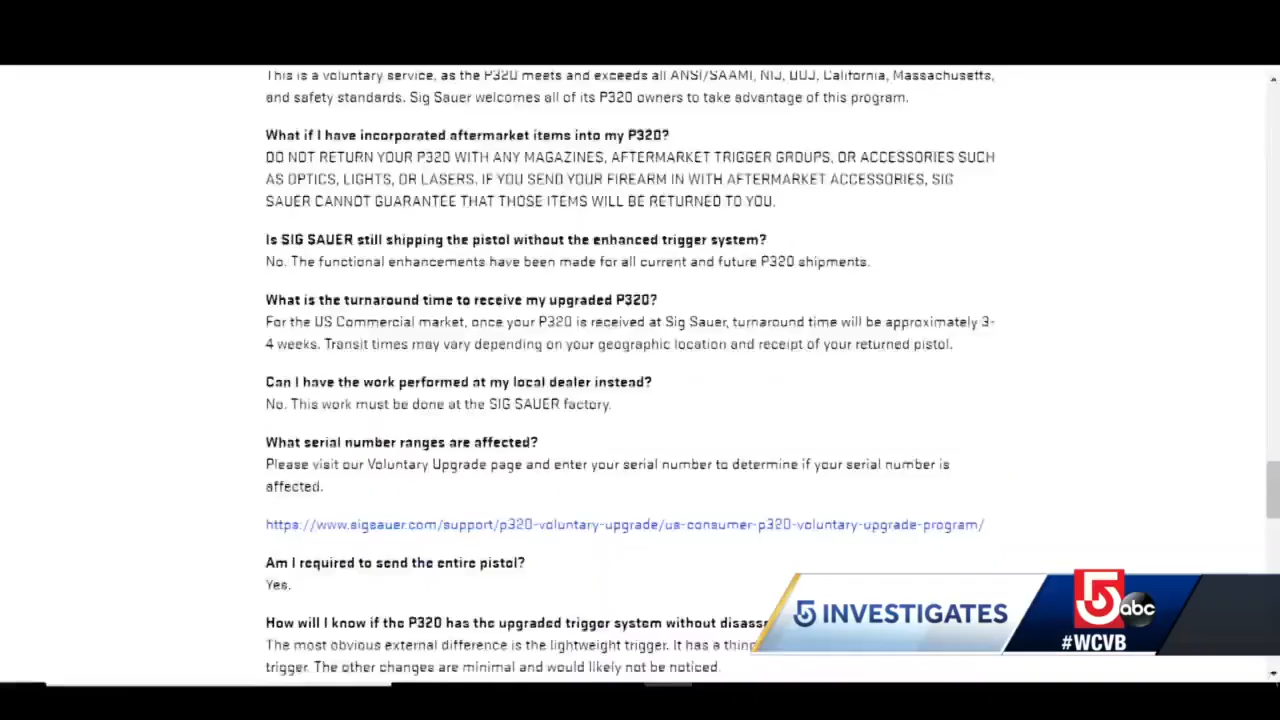 This is a voluntary service, as the P320 meets and exceeds all ANSI/SAAMI, NIJ, DOJ, California, Massachusetts,
and safety standards. Sig Sauer welcomes all of its P320 owners to take advantage of this program.
What if I have incorporated aftermarket items into my P320?
DO NOT RETURN YOUR P320 WITH ANY MAGAZINES, AFTERMARKET TRIGGER GROUPS, OR ACCESSORIES SUCH
AS OPTICS, LIGHTS, OR LASERS. IF YOU SEND YOUR FIREARM IN WITH AFTERMARKET ACCESSORIES, SIG
SAUER CANNOT GUARANTEE THAT THOSE ITEMS WILL BE RETURNED TO YOU.
Is SIG SAUER still shipping the pistol without the enhanced trigger system?
No. The functional enhancements have been made for all current and future P320 shipments.
What is the turnaround time to receive my upgraded P320?
For the US Commercial market, once your P320 is received at Sig Sauer, turnaround time will be approximately 3-
4 weeks. Transit times may vary depending on your geographic location and receipt of your returned pistol.
Can I have the work performed at my local dealer instead?
No. This work must be done at the SIG SAUER factory.
What serial number ranges are affected?
Please visit our Voluntary Upgrade page and enter your serial number to determine if your serial number is
affected.
https://www.sigsauer.com/support/p320-voluntary-upgrade/us-consumer-p320-voluntary-upgrade-program/
Am I required to send the entire pistol?
Yes.
How will I know if the P320 has the upgraded trigger system without
The most obvious external difference is the lightweight trigger. It has a
trigger. The other changes are minimal and would likely not be noticed.
5 INVESTIGATES
5 abc
#WCVB